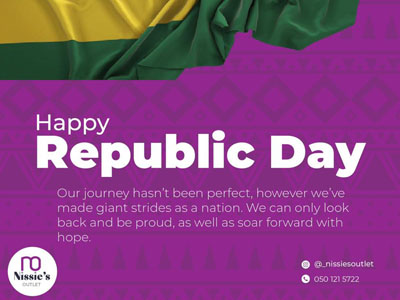 Happy
Republic Day
Our journey hasn't been perfect, however we've
made giant strides as a nation. We can only look
back and be proud, as well as soar forward with
hope.
no
Nissie's
OUTLET
@_nissiesoutlet
050 121 5722